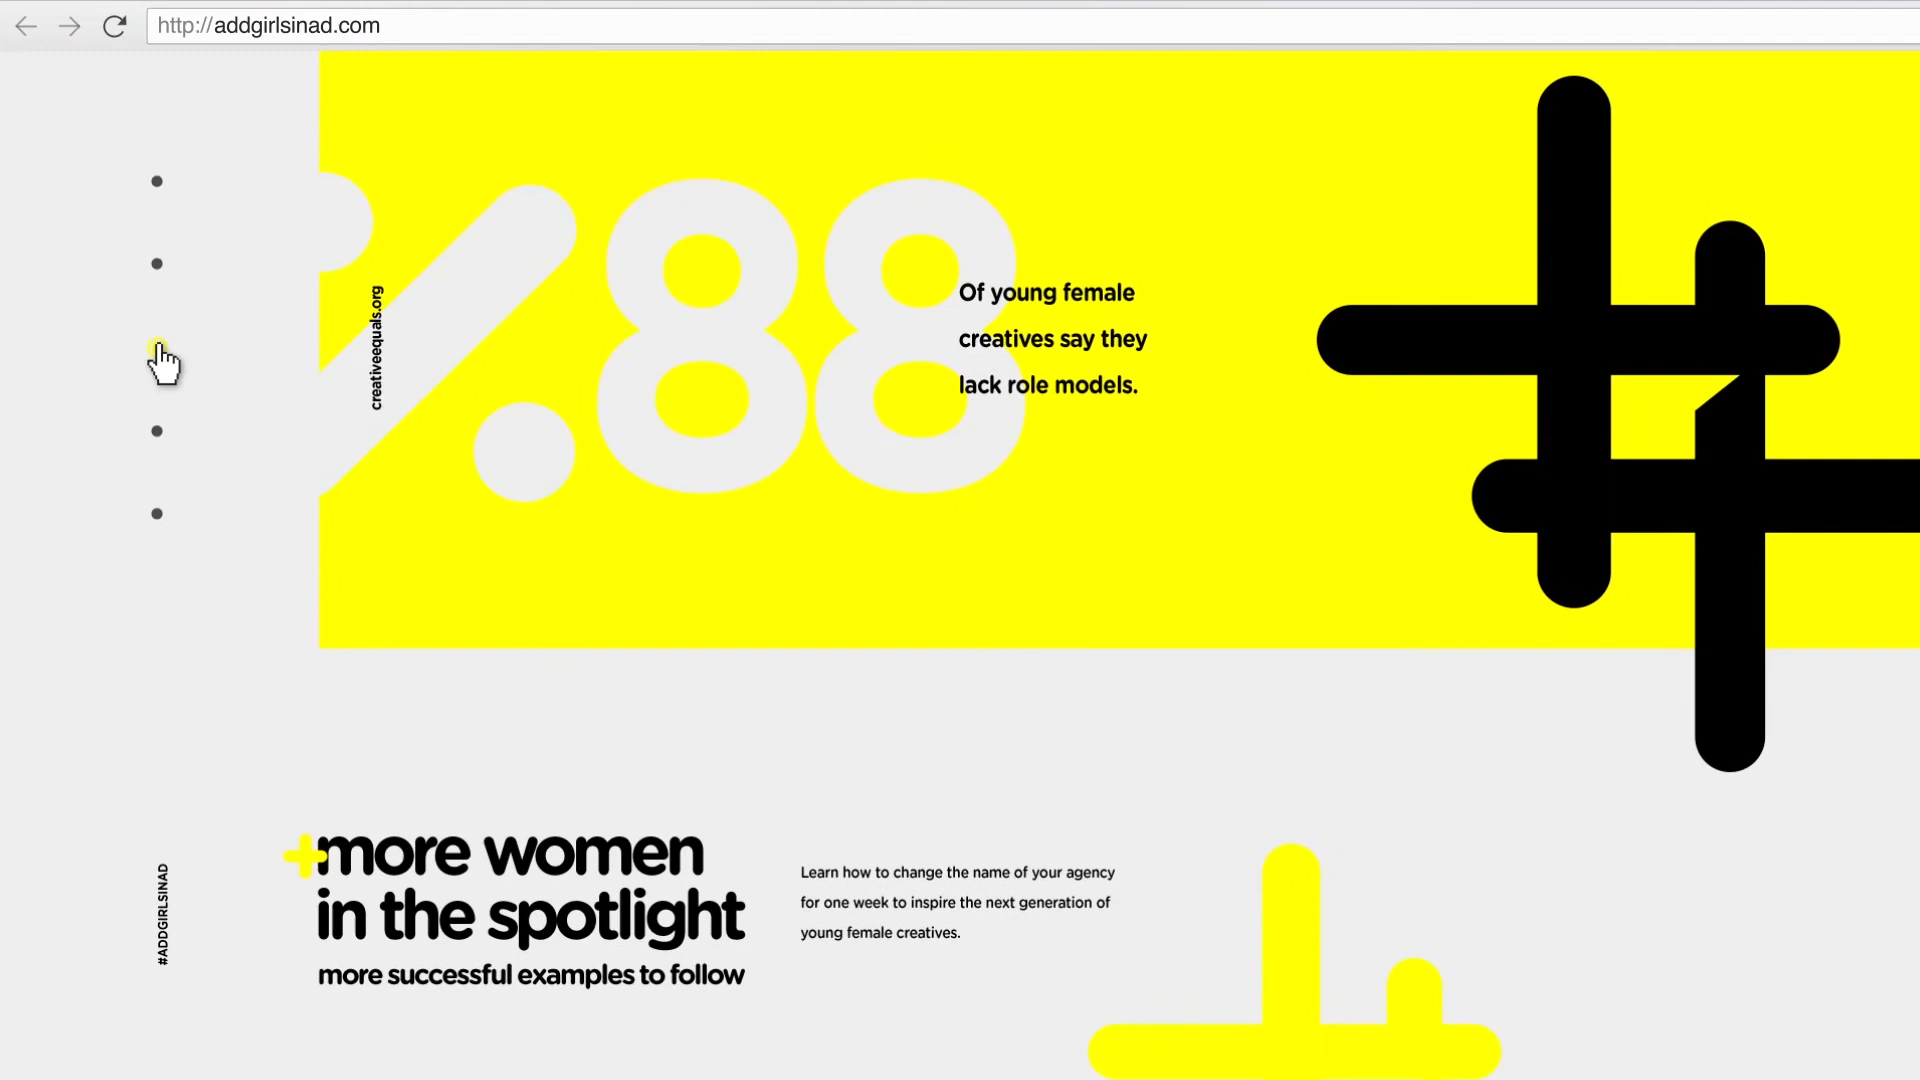 http://addgirlsinad.com
%88
creativeequals.org
Of young female
creatives say they
lack role models.
#ADDGIRLSINAD
+more women
in the spotlight
more successful examples to follow
Learn how to change the name of your agency
for one week to inspire the next generation of
young female creatives.